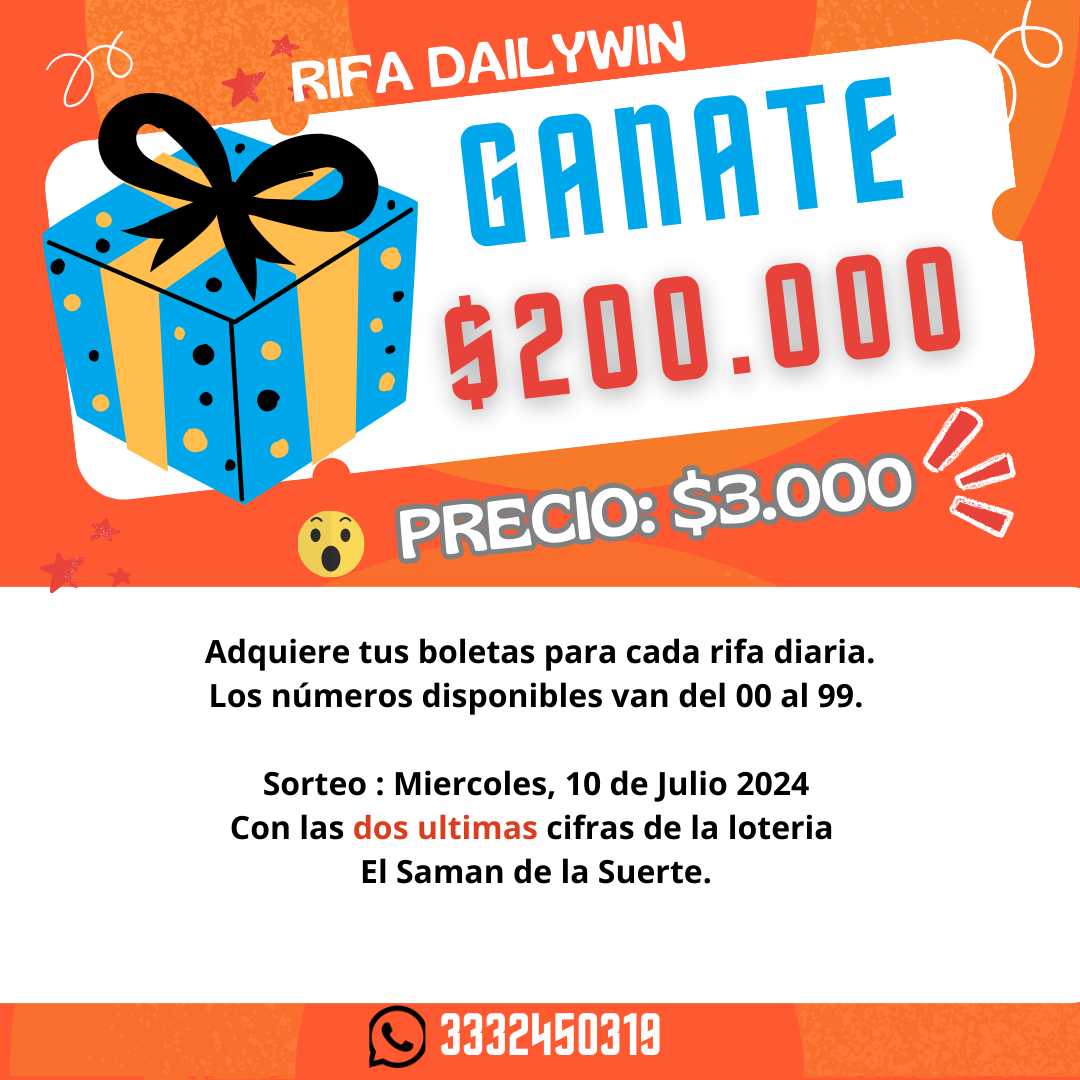 RIFA DAILYWIN
GANATE
$200.000
PRECIO: $3.000
Adquiere tus boletas para cada rifa diaria.
Los números disponibles van del 00 al 99.
Sorteo : Miercoles, 10 de Julio 2024
Con las dos ultimas cifras de la loteria
El Saman de la Suerte.
3332450319